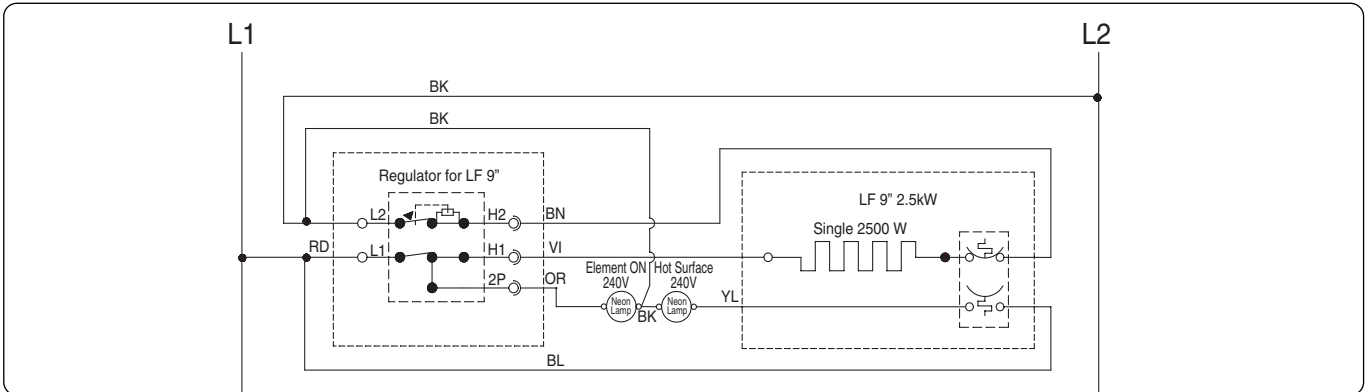 L1
L2
BK
BK
Regulator for LF 9”
LF 9” 2.5kW
L2
H2
BN
Single 2500 W
RD
L1
H1
VI
2P
OR
Element ON
240V
Hot Surface
240V
Neon
Lamp
BK
Neon
Lamp
YL
BL